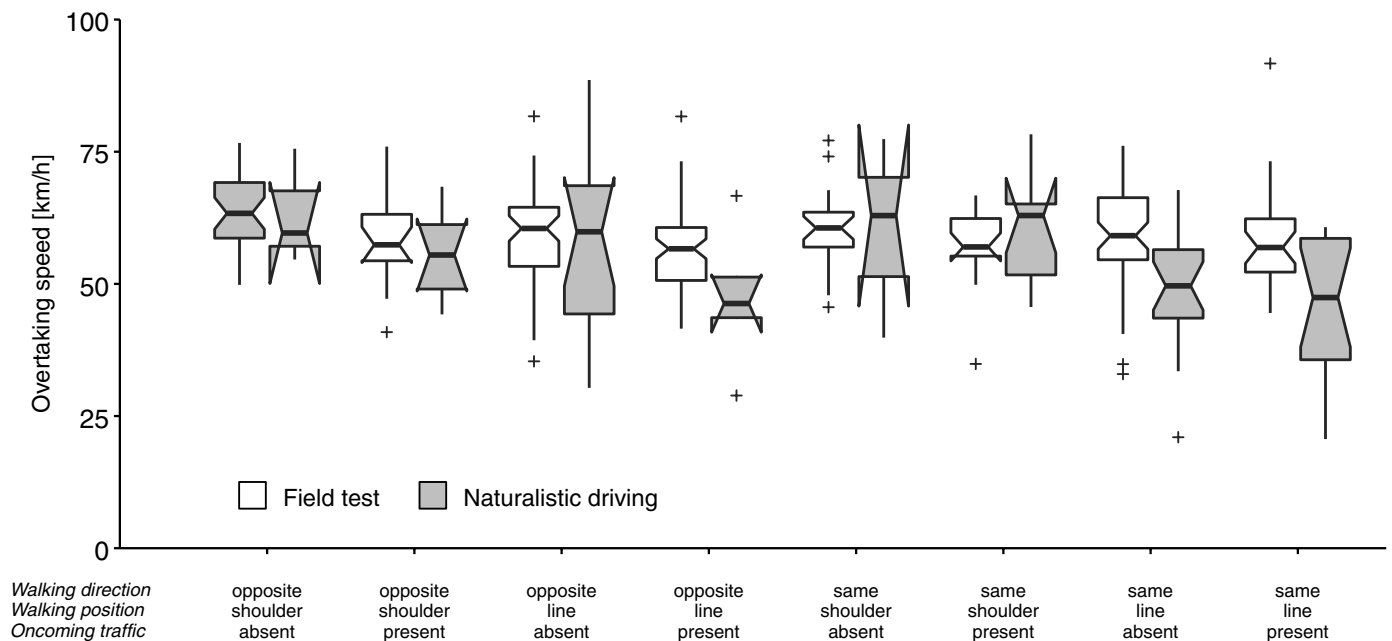 100
75
50
25
0
Overtaking speed [km/h]
Field test Naturalistic driving
Walking direction opposite opposite opposite opposite same same same same
Walking position shoulder shoulder line line shoulder shoulder line line
Oncoming traffic absent present absent present absent present absent present